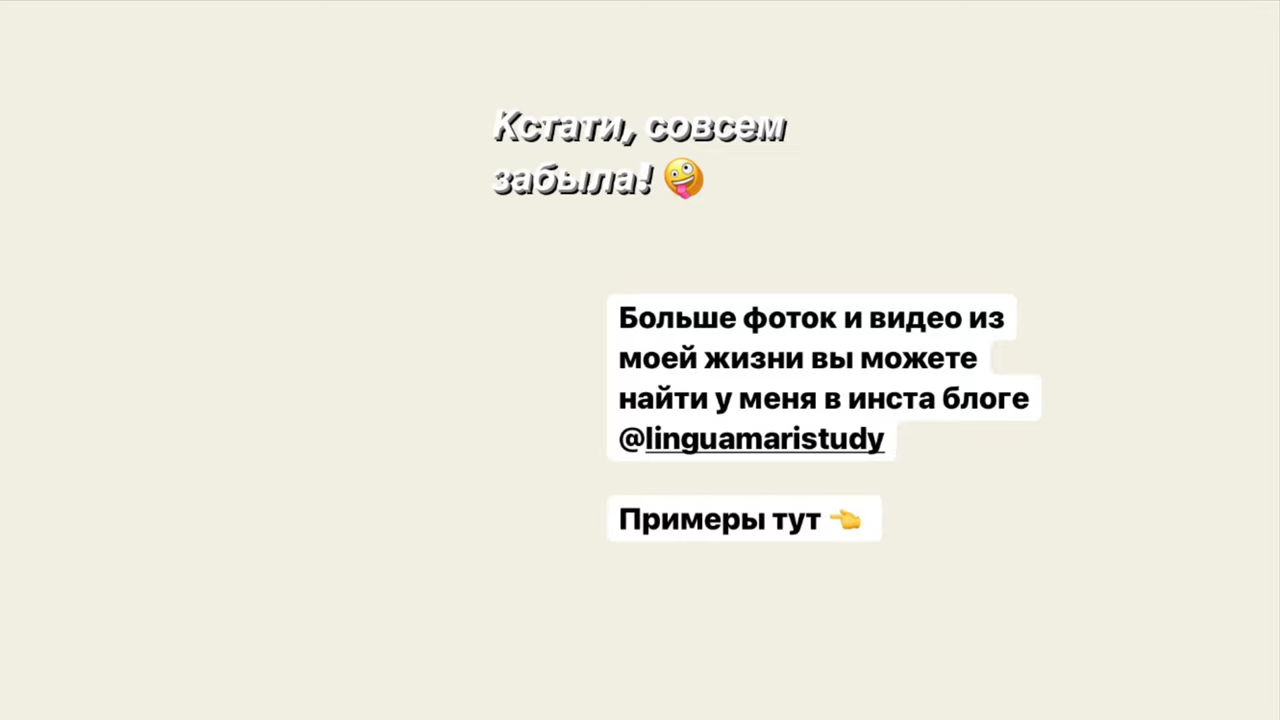 Кстати, совсем
забыла! 🤪
Больше фоток и видео из
моей жизни вы можете
найти у меня в инста блоге
@linguamaristudy
Примеры тут 👈